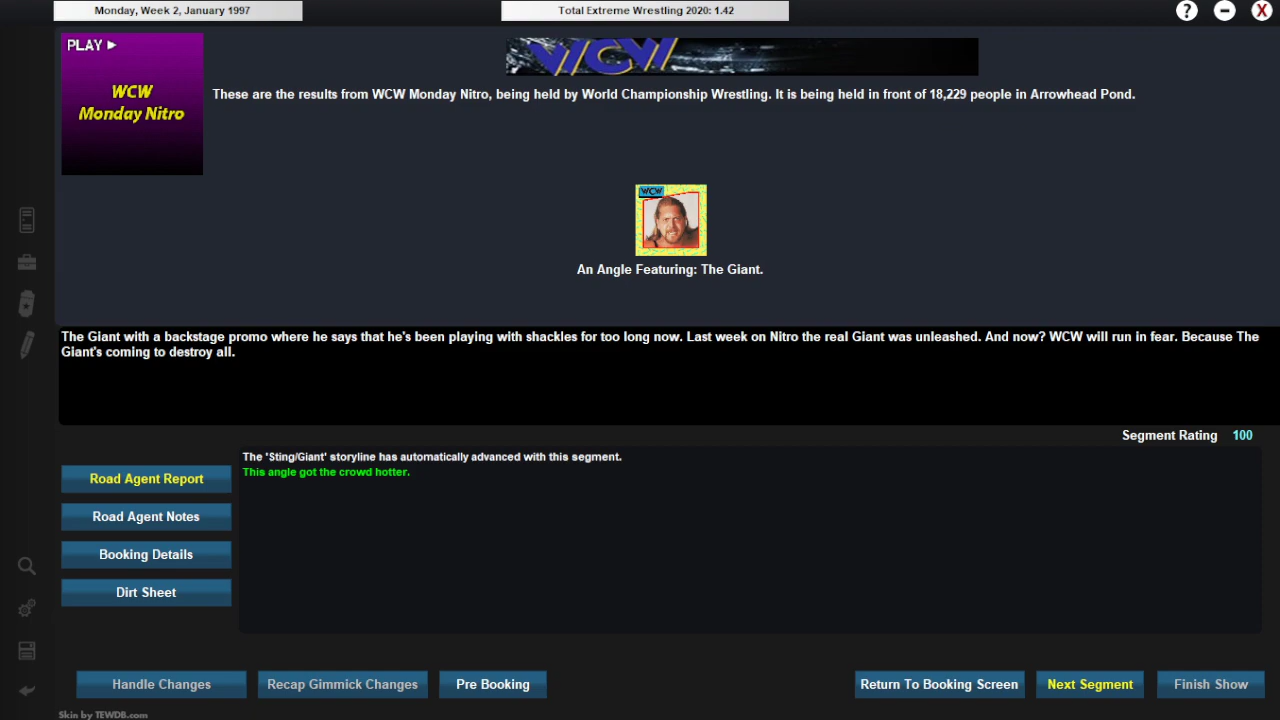 Monday, Week 2, January 1997
Total Extreme Wrestling 2020: 1.42
? – X
PLAY ►
WCW
Monday Nitro
WCW
These are the results from WCW Monday Nitro, being held by World Championship Wrestling. It is being held in front of 18,229 people in Arrowhead Pond.
WCW
An Angle Featuring: The Giant.
The Giant with a backstage promo where he says that he's been playing with shackles for too long now. Last week on Nitro the real Giant was unleashed. And now? WCW will run in fear. Because The
Giant's coming to destroy all.
Segment Rating 100
The 'Sting/Giant' storyline has automatically advanced with this segment.
This angle got the crowd hotter.
Road Agent Report
Road Agent Notes
Booking Details
Dirt Sheet
Handle Changes
Recap Gimmick Changes
Pre Booking
Return To Booking Screen
Next Segment
Finish Show
Skin by TEWDB.com